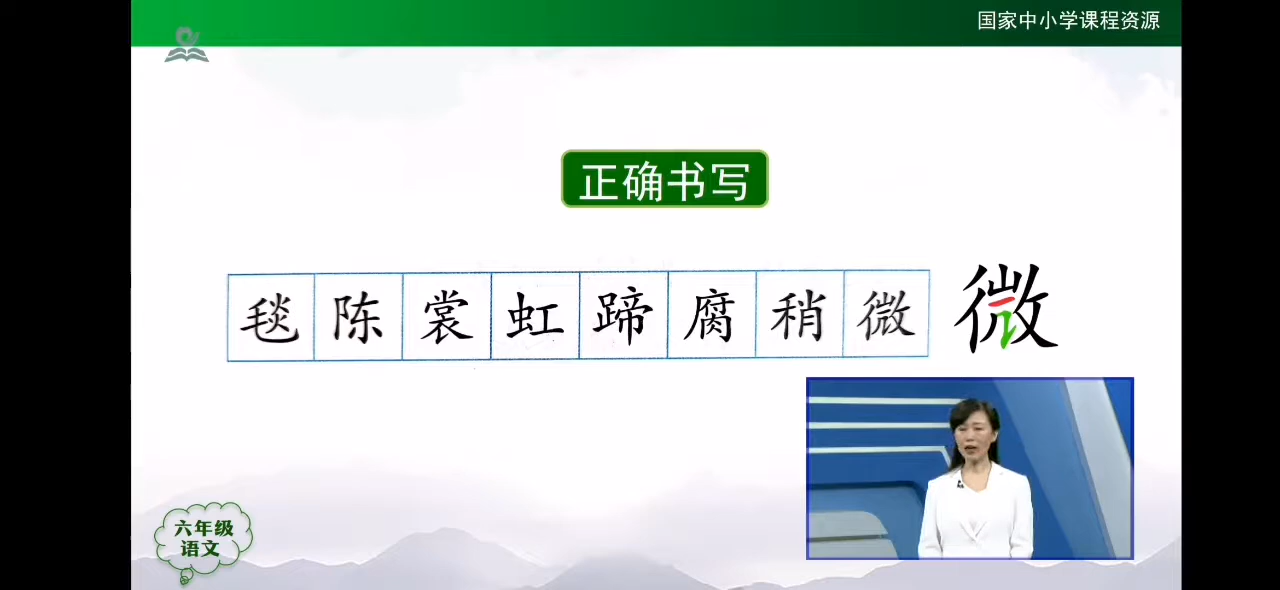 国家中小学课程资源
正确书写
毯陈裳虹蹄腐稍微 微
六年级
语文